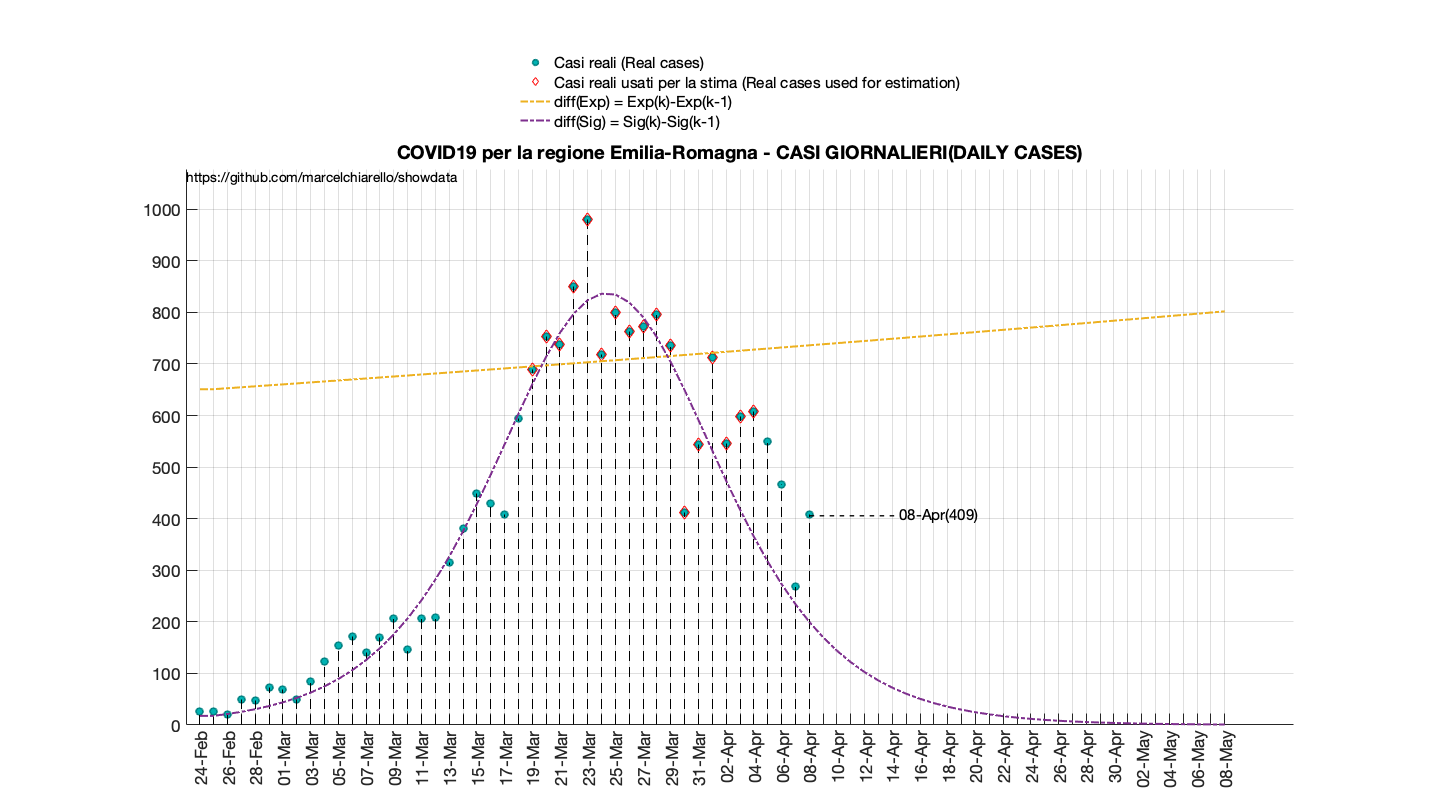 Casi reali (Real cases)
Casi reali usati per la stima (Real cases used for estimation)
diff(Exp) = Exp(k)-Exp(k-1)
diff(Sig) = Sig(k)-Sig(k-1)
COVID19 per la regione Emilia-Romagna - CASI GIORNALIERI(DAILY CASES)
https://github.com/marcelchiarello/showdata
1000
900
800
700
600
500
400
300
200
100
0
08-Apr(409)
24-Feb
26-Feb
28-Feb
01-Mar
03-Mar
05-Mar
07-Mar
09-Mar
11-Mar
13-Mar
15-Mar
17-Mar
19-Mar
21-Mar
23-Mar
25-Mar
27-Mar
29-Mar
31-Mar
02-Apr
04-Apr
06-Apr
08-Apr
10-Apr
12-Apr
14-Apr
16-Apr
18-Apr
20-Apr
22-Apr
24-Apr
26-Apr
28-Apr
30-Apr
02-May
04-May
06-May
08-May